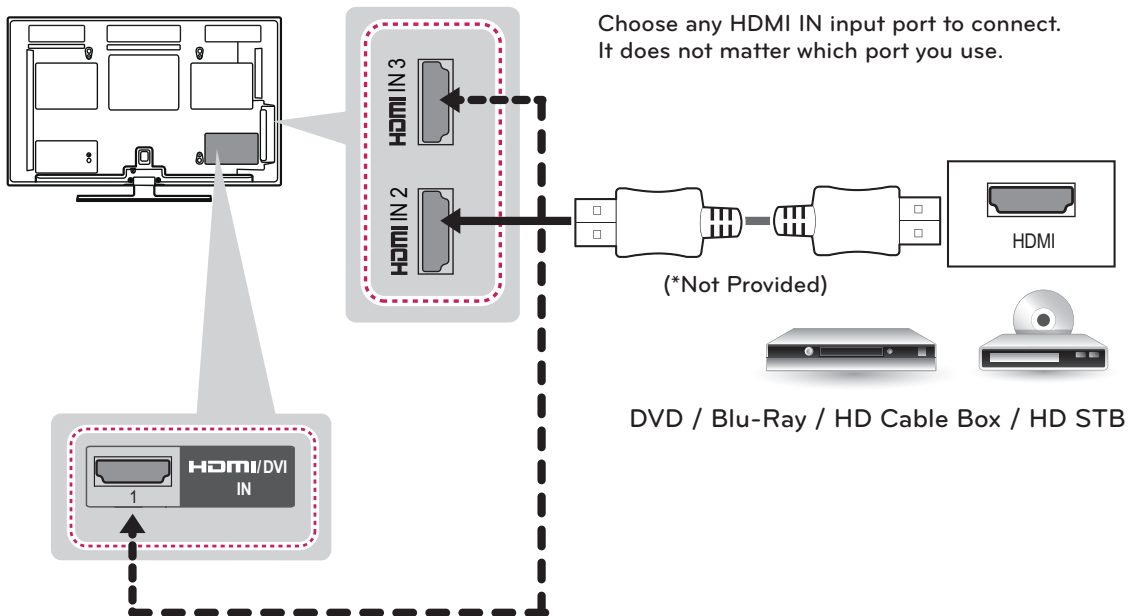 Choose any HDMI IN input port to connect.
It does not matter which port you use.
HDMI IN 3
HDMI IN 2
HDMI
(*Not Provided)
DVD / Blu-Ray / HD Cable Box / HD STB
1
HDMI/DVI
IN